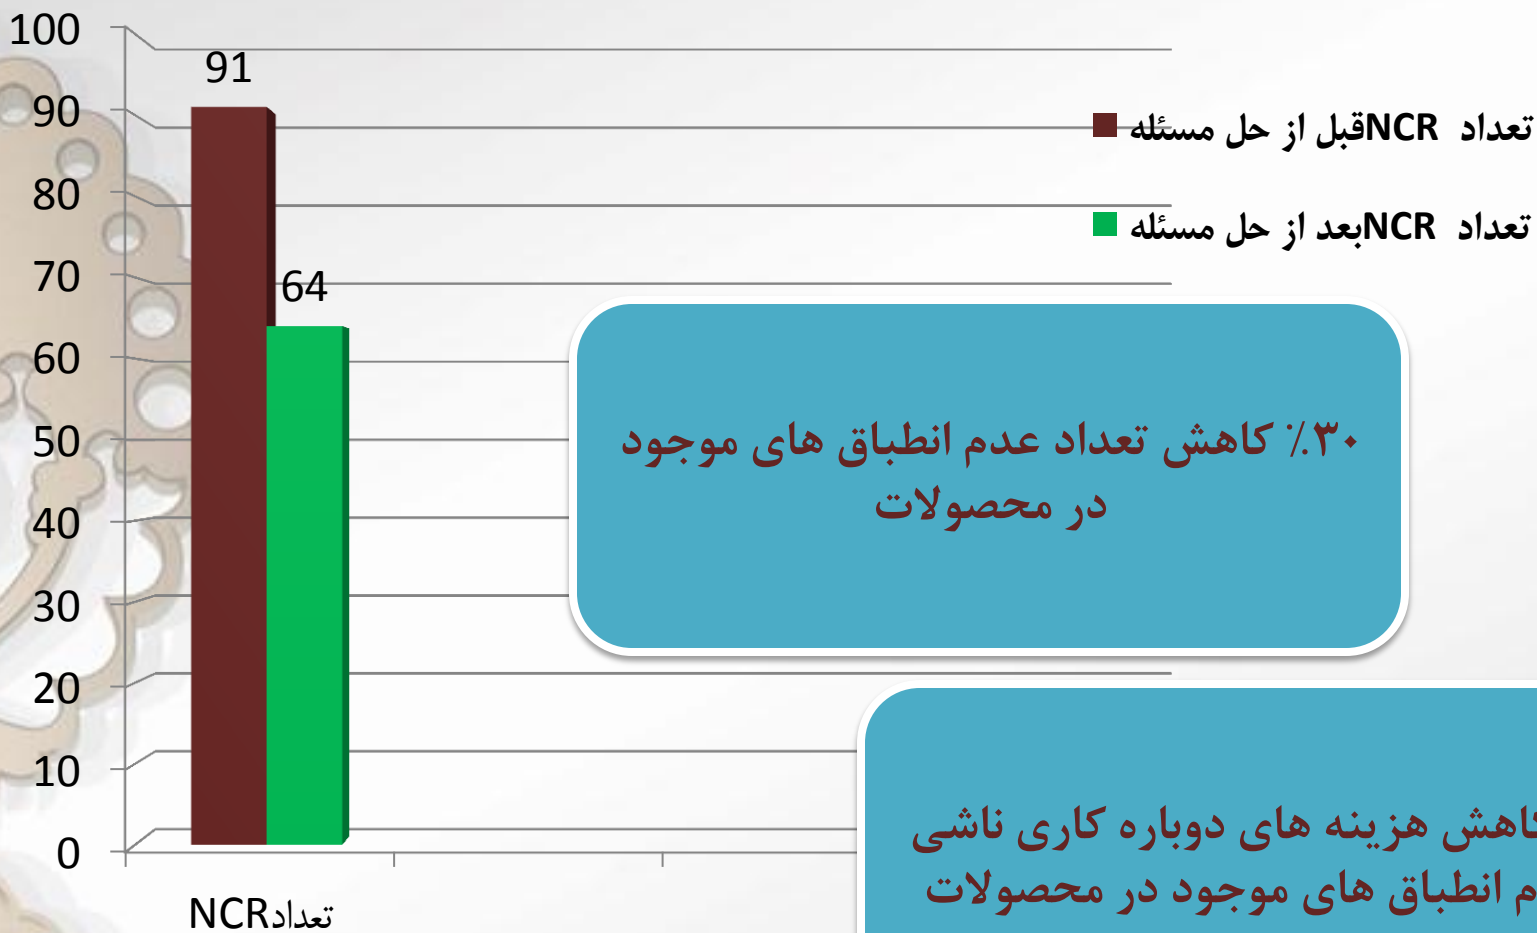 100
90
80
70
60
50
40
30
20
10
0
91
64
تعداد NCR
تعداد NCRقبل از حل مسئله
تعداد NCRبعد از حل مسئله
۳۰٪ کاهش تعداد عدم انطباق های موجود
در محصولات
هزینه های دوباره کاری ناشی
انطباق های موجود در محصولات